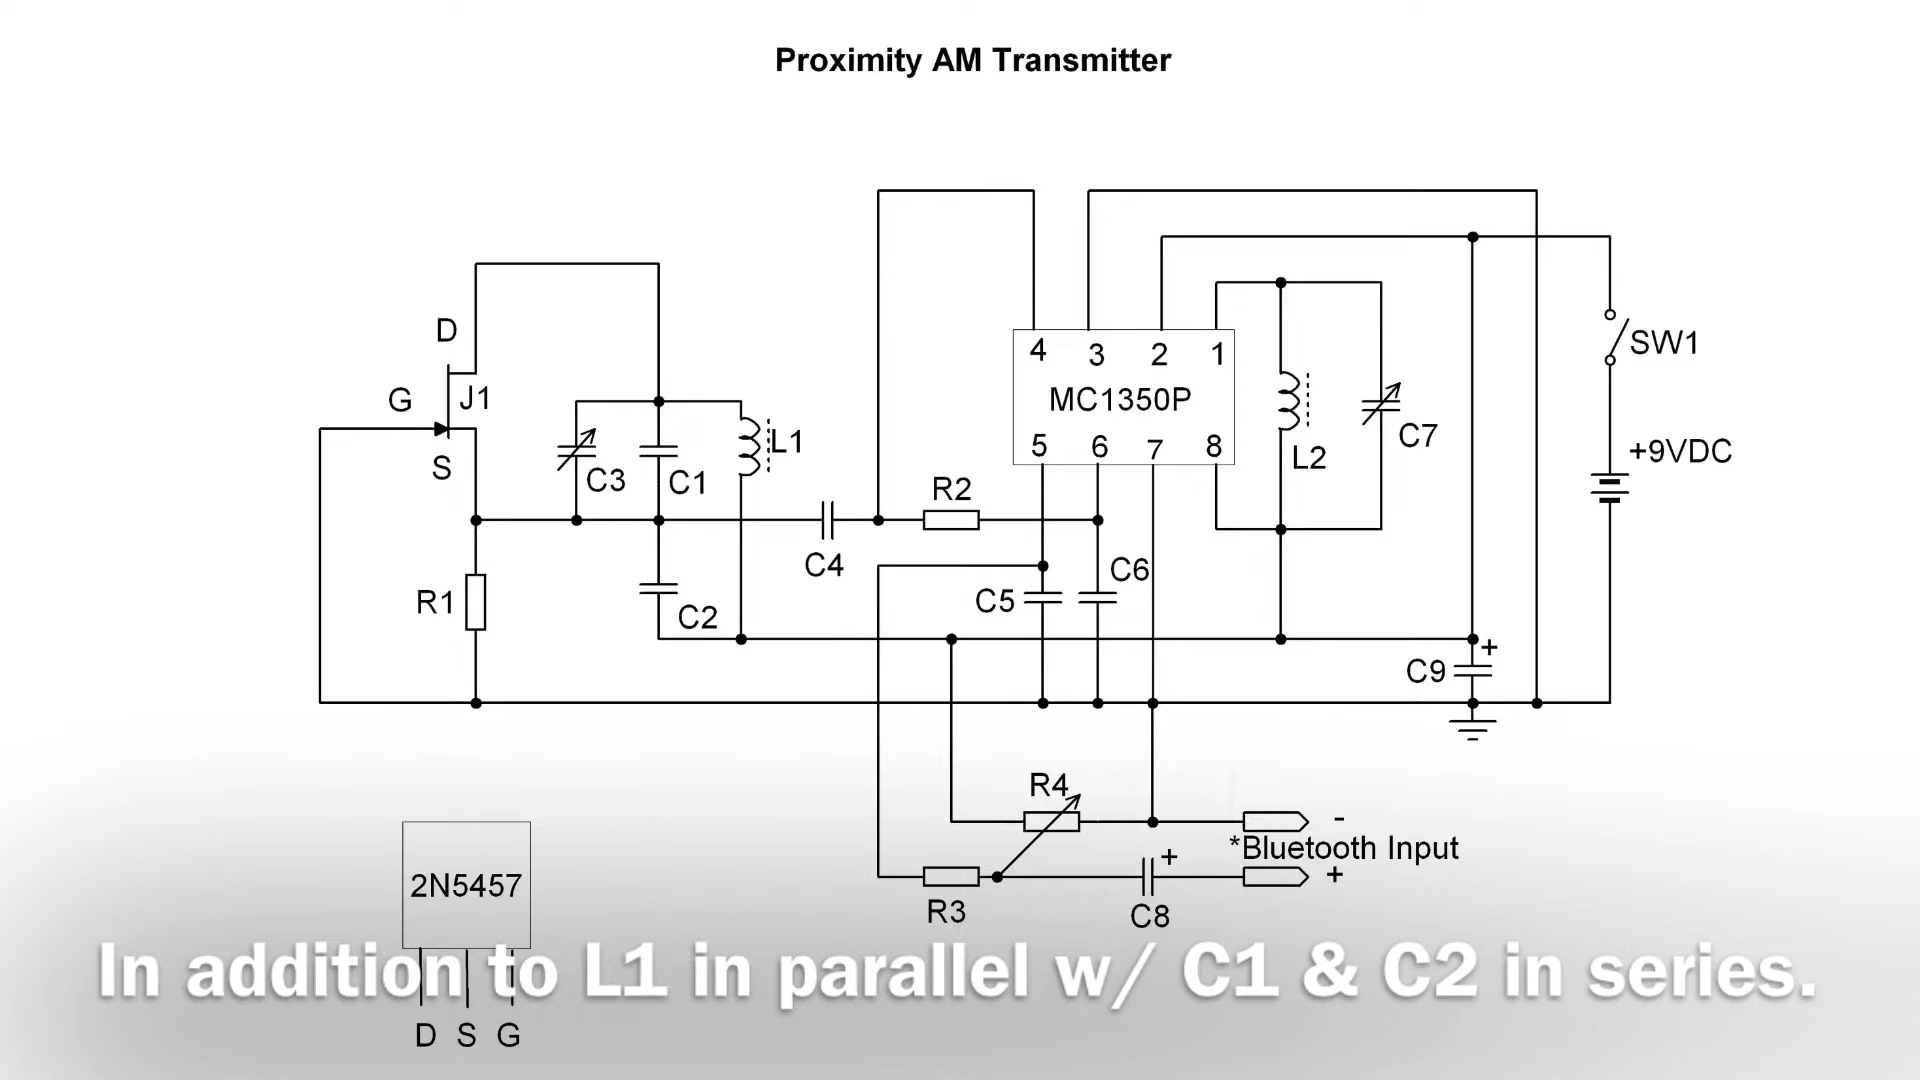 Proximity AM Transmitter
D
G
J1
S
C3
C1
L1
R1
C2
C4
R2
4 3 2 1
MC1350P
5 6 7 8
L2
C7
SW1
+9VDC
C5
C6
C9
+
R4
-
*Bluetooth Input
+
+
R3
C8
2N5457
D S G
In addition to L1 in parallel w/ C1 & C2 in series.